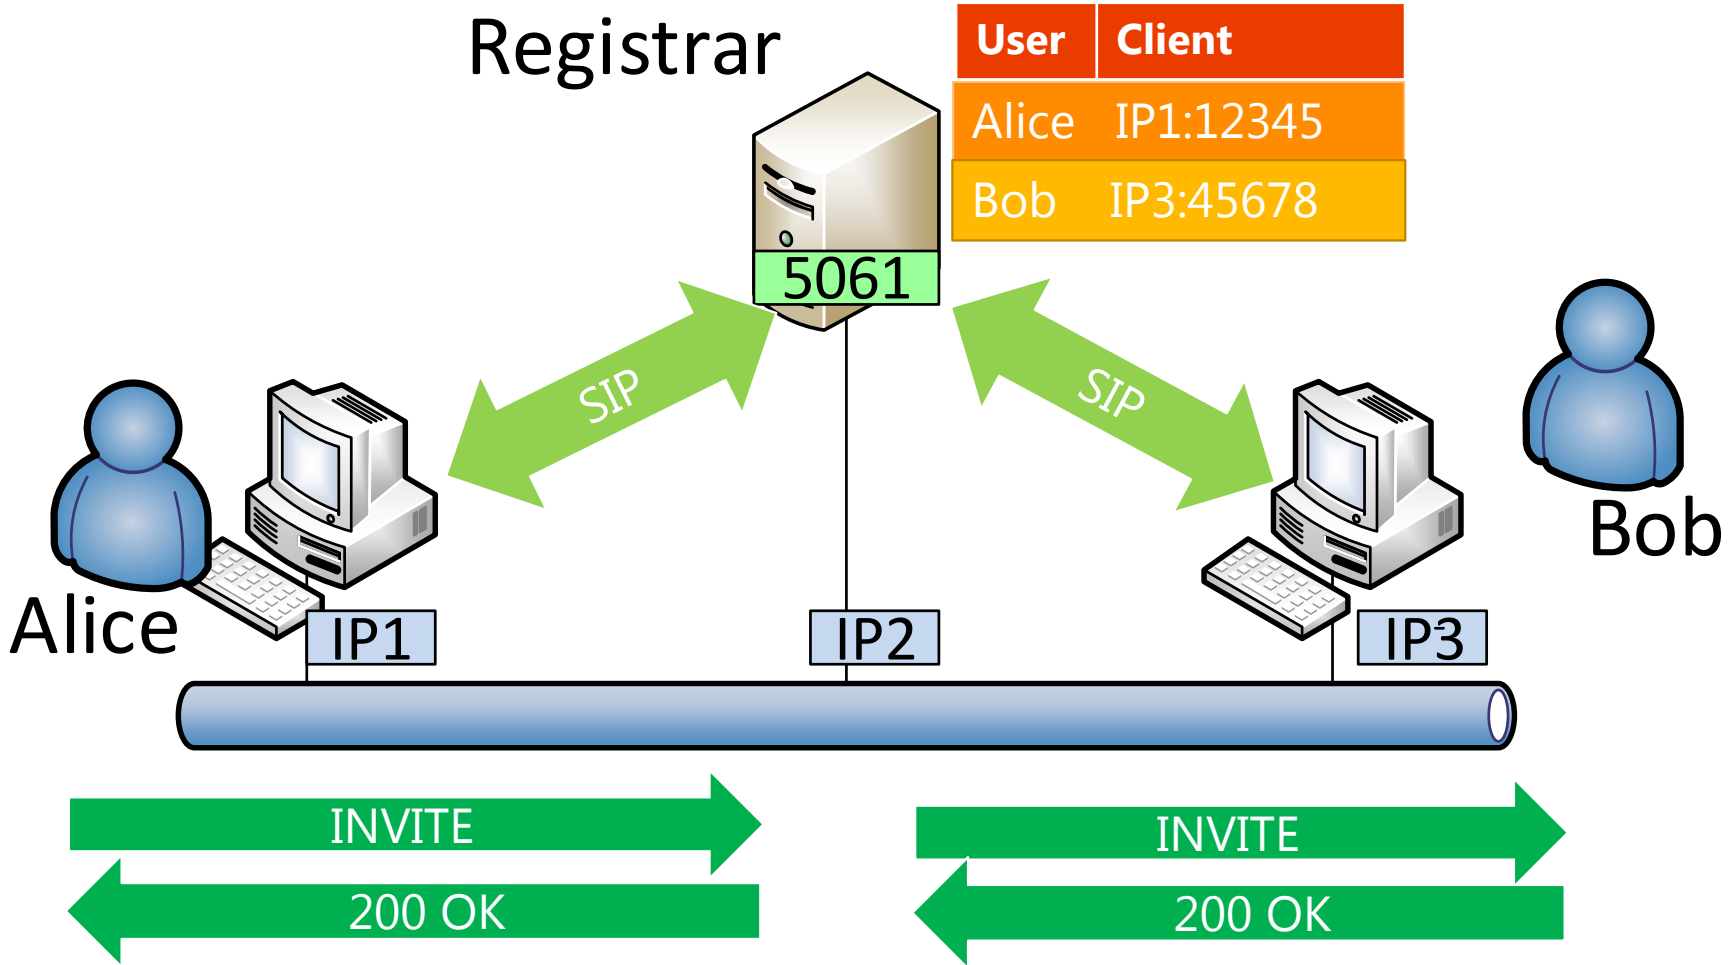 Registrar
User Client
Alice IP1:12345
Bob IP3:45678
5061
SIP
SIP
Bob
Alice
IP1
IP2
IP3
INVITE
INVITE
200 OK
200 OK